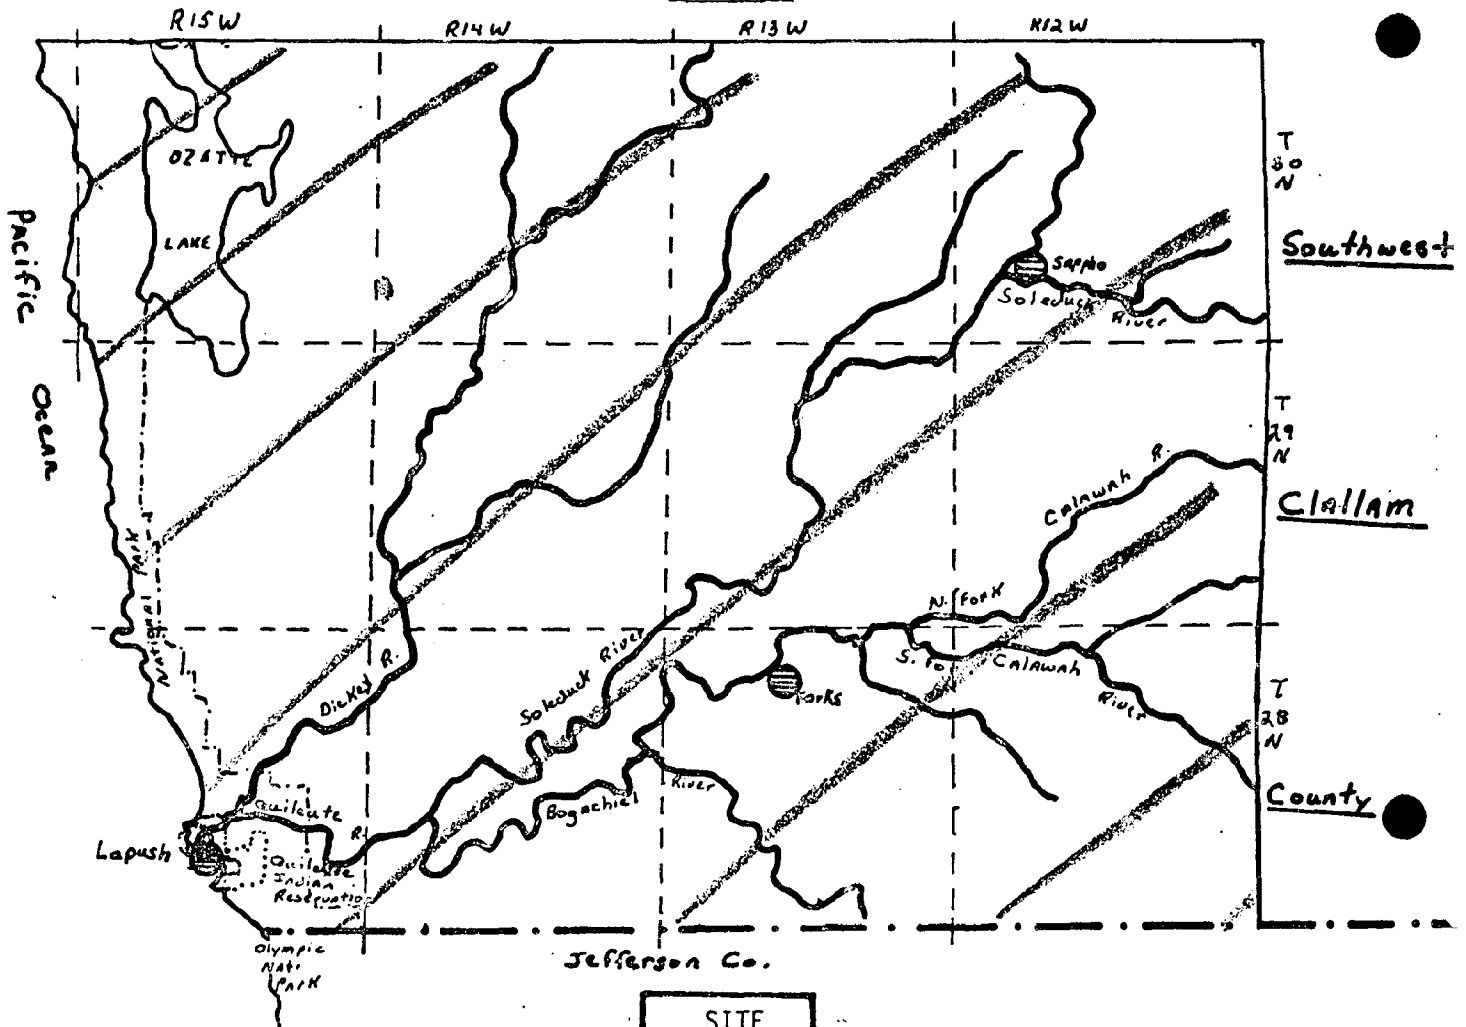 R15W
R14W
R13W
R12W
OZATTE
LAKE
Pacific
Ocean
T
30
N
Southwest
Sappho
Soleduck
River
T
29
N
Clallam
CALAWAH
R.
N. Fork
S. Fo
CALAWAH
River
NATIONAL PARK
Dickey R.
Soleduck River
Forks
T
28
N
County
River
Bogachiel
Quileute
R.
Lapush
Quileute
Indian
Reservatio
Olympic
NATl
PARK
Jefferson Co.
SITE